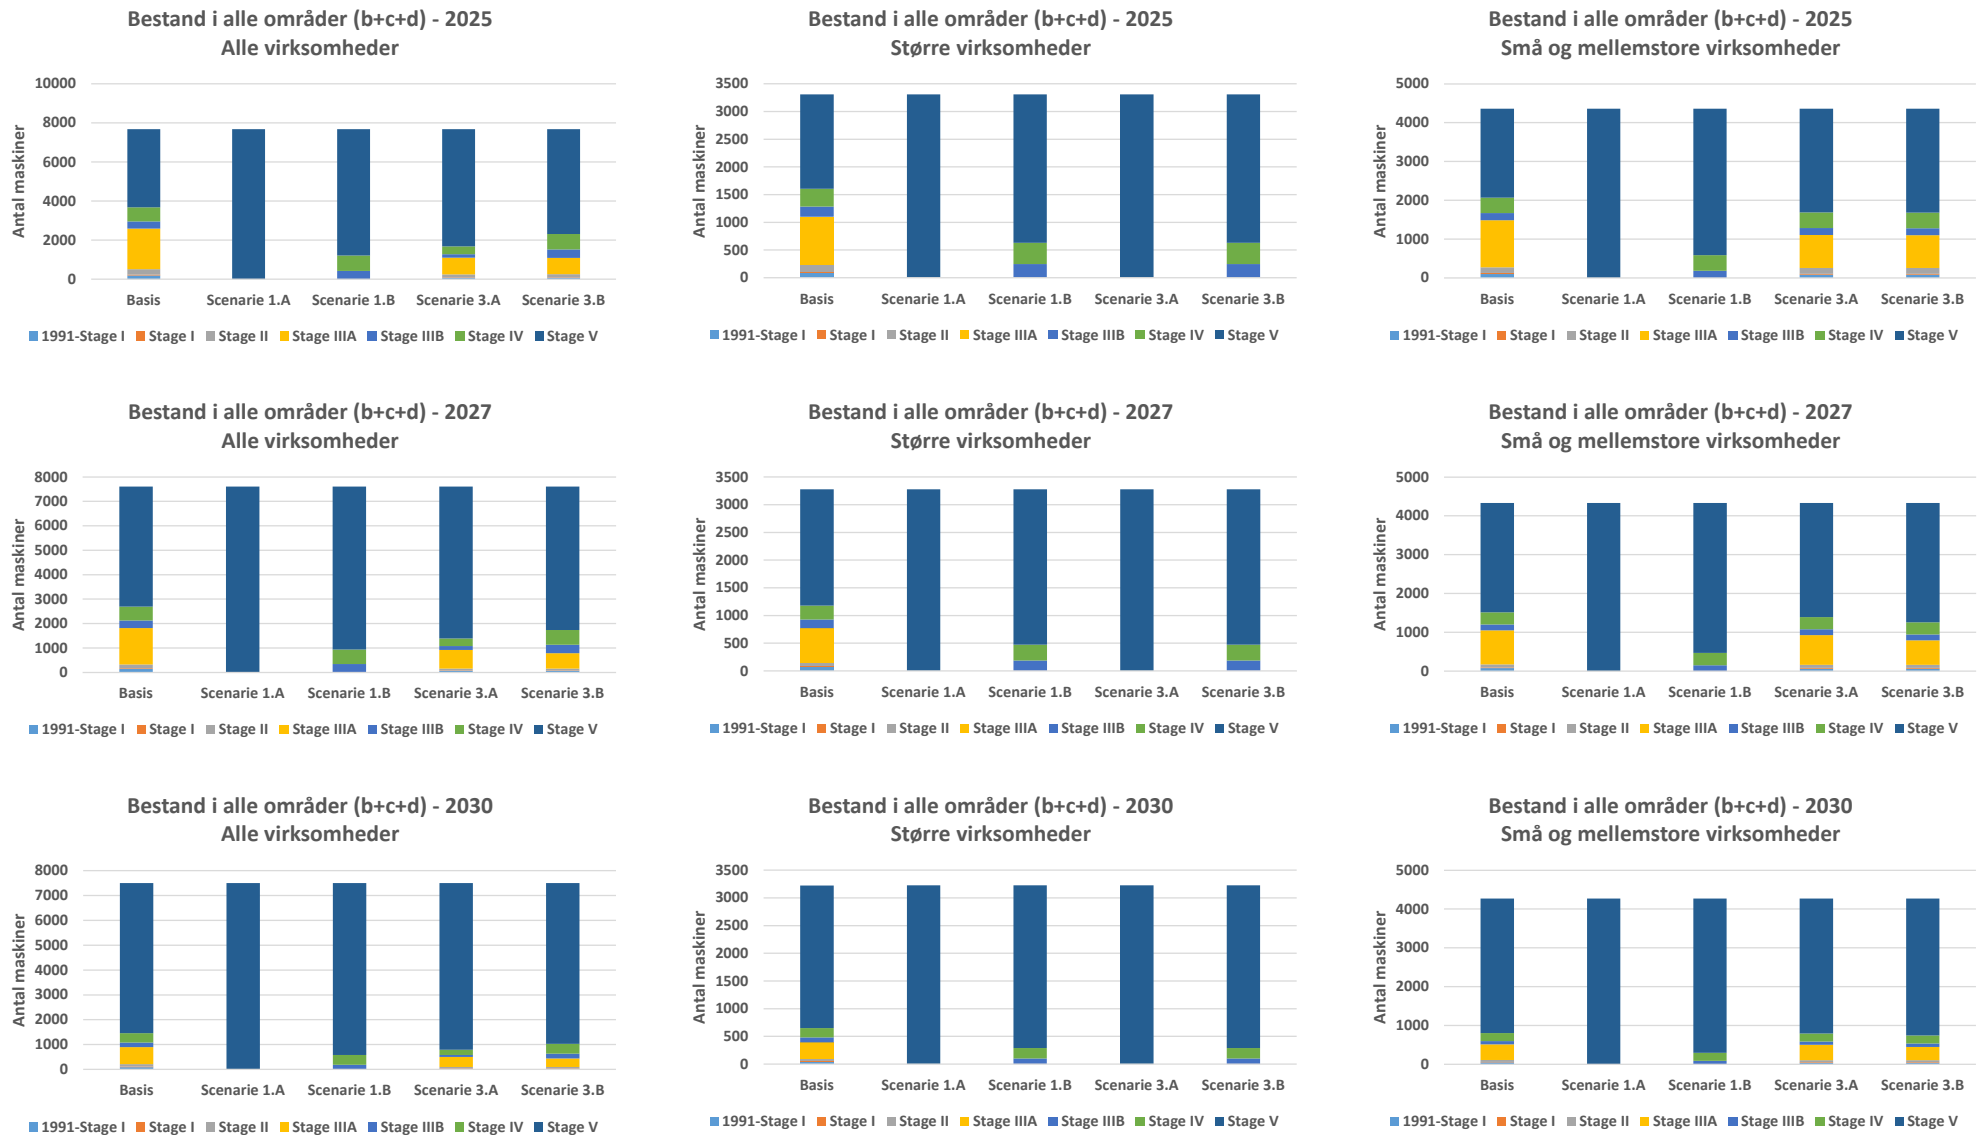 Bestand i alle områder (b+c+d) - 2025
Alle virksomheder
Antal maskiner
10000
8000
6000
4000
2000
0
Basis Scenarie 1.A Scenarie 1.B Scenarie 3.A Scenarie 3.B
1991-Stage I Stage I Stage II Stage IIIA Stage IIIB Stage IV Stage V
Bestand i alle områder (b+c+d) - 2025
Større virksomheder
Antal maskiner
3500
3000
2500
2000
1500
1000
500
0
Basis Scenarie 1.A Scenarie 1.B Scenarie 3.A Scenarie 3.B
1991-Stage I Stage I Stage II Stage IIIA Stage IIIB Stage IV Stage V
Bestand i alle områder (b+c+d) - 2025
Små og mellemstore virksomheder
Antal maskiner
5000
4000
3000
2000
1000
0
Basis Scenarie 1.A Scenarie 1.B Scenarie 3.A Scenarie 3.B
1991-Stage I Stage I Stage II Stage IIIA Stage IIIB Stage IV Stage V
Bestand i alle områder (b+c+d) - 2027
Alle virksomheder
Antal maskiner
8000
7000
6000
5000
4000
3000
2000
1000
0
Basis Scenarie 1.A Scenarie 1.B Scenarie 3.A Scenarie 3.B
1991-Stage I Stage I Stage II Stage IIIA Stage IIIB Stage IV Stage V
Bestand i alle områder (b+c+d) - 2027
Større virksomheder
Antal maskiner
3500
3000
2500
2000
1500
1000
500
0
Basis Scenarie 1.A Scenarie 1.B Scenarie 3.A Scenarie 3.B
1991-Stage I Stage I Stage II Stage IIIA Stage IIIB Stage IV Stage V
Bestand i alle områder (b+c+d) - 2027
Små og mellemstore virksomheder
Antal maskiner
5000
4000
3000
2000
1000
0
Basis Scenarie 1.A Scenarie 1.B Scenarie 3.A Scenarie 3.B
1991-Stage I Stage I Stage II Stage IIIA Stage IIIB Stage IV Stage V
Bestand i alle områder (b+c+d) - 2030
Alle virksomheder
Antal maskiner
8000
7000
6000
5000
4000
3000
2000
1000
0
Basis Scenarie 1.A Scenarie 1.B Scenarie 3.A Scenarie 3.B
1991-Stage I Stage I Stage II Stage IIIA Stage IIIB Stage IV Stage V
Bestand i alle områder (b+c+d) - 2030
Større virksomheder
Antal maskiner
3500
3000
2500
2000
1500
1000
500
0
Basis Scenarie 1.A Scenarie 1.B Scenarie 3.A Scenarie 3.B
1991-Stage I Stage I Stage II Stage IIIA Stage IIIB Stage IV Stage V
Bestand i alle områder (b+c+d) - 2030
Små og mellemstore virksomheder
Antal maskiner
5000
4000
3000
2000
1000
0
Basis Scenarie 1.A Scenarie 1.B Scenarie 3.A Scenarie 3.B
1991-Stage I Stage I Stage II Stage IIIA Stage IIIB Stage IV Stage V